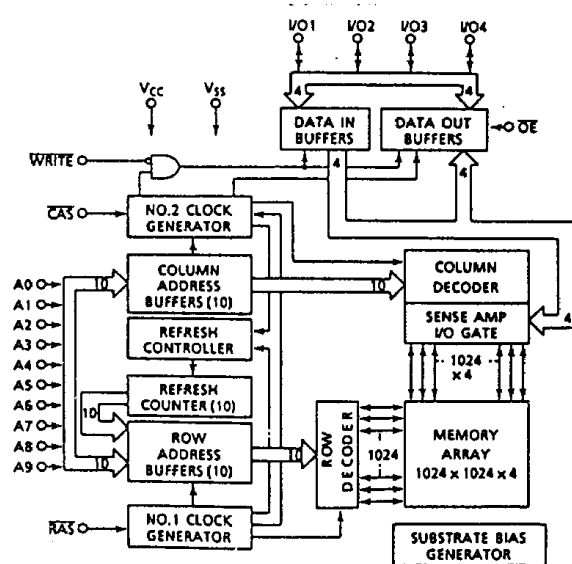 I/O1 I/O2 I/O3 I/O4
VCC VSS
4 4
DATA IN
BUFFERS
DATA OUT
BUFFERS
OE
WRITE
4 4
CAS
NO.2 CLOCK
GENERATOR
A0
A1
A2
A3
A4
A5
A6
A7
A8
A9
10
COLUMN
ADDRESS
BUFFERS (10)
10
COLUMN
DECODER
REFRESH
CONTROLLER
SENSE AMP
I/O GATE
4
1024
×4
REFRESH
COUNTER (10)
10
10
ROW
ADDRESS
BUFFERS (10)
10
ROW
DECODER
1024
MEMORY
ARRAY
1024 x 1024 x 4
RAS
NO.1 CLOCK
GENERATOR
SUBSTRATE BIAS
GENERATOR